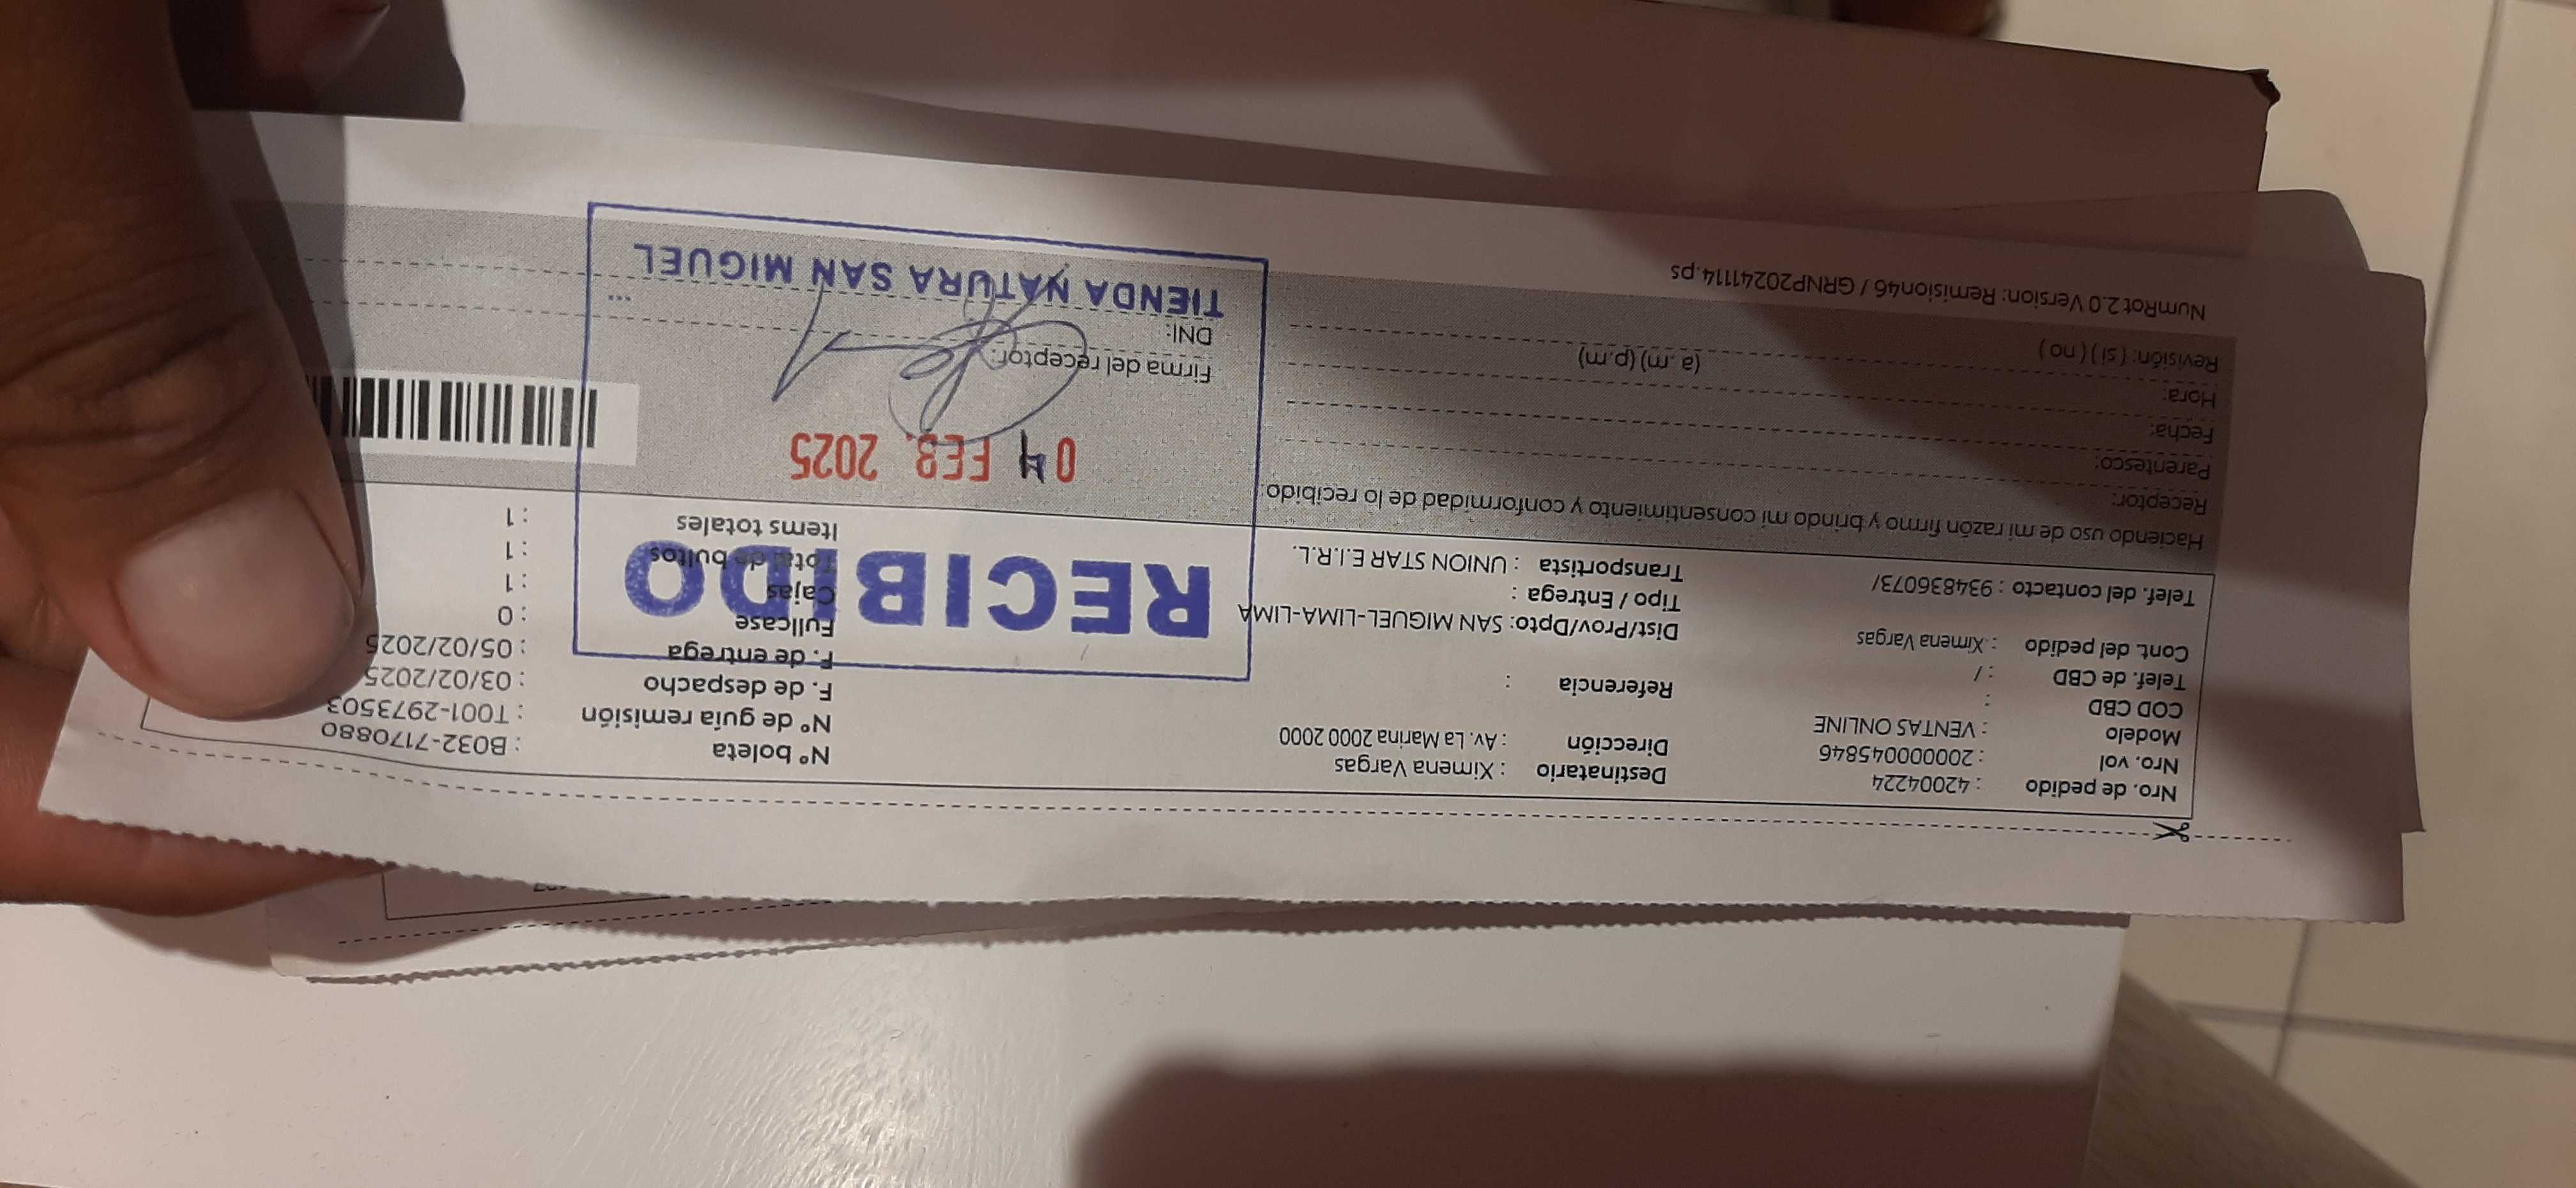 Nro. de pedido : 42004224
Nro. vol : 2000000045846
Modelo : VENTAS ONLINE
COD CBD :
Telef. de CBD : /
Cont. del pedido : Ximena Vargas
Telef. del contacto : 934836073/
Destinatario : Ximena Vargas
Dirección : Av. La Marina 2000 2000
Referencia :
Dist/Prov/Dpto: SAN MIGUEL-LIMA-LIMA
Tipo / Entrega :
Transportista : UNION STAR E.I.R.L.
N° boleta : B032-7170880
N° de guía remisión : T001-2973503
F. de despacho : 03/02/2025
F. de entrega : 05/02/2025
Fullcase : 0
Cajas : 1
Total de bultos : 1
Items totales : 1
RECIBIDO
04 FEB. 2025
TIENDA NATURA SAN MIGUEL
Haciendo uso de mi razón firmo y brindo mi consentimiento y conformidad de lo recibido:
Receptor:
Parentesco:
Fecha:
Hora: (a.m) (p.m)
Revisión: ( si ) ( no )
Firma del receptor:
DNI:
NumRot 2.0 Version: Remision46 / GRNP20241114.ps